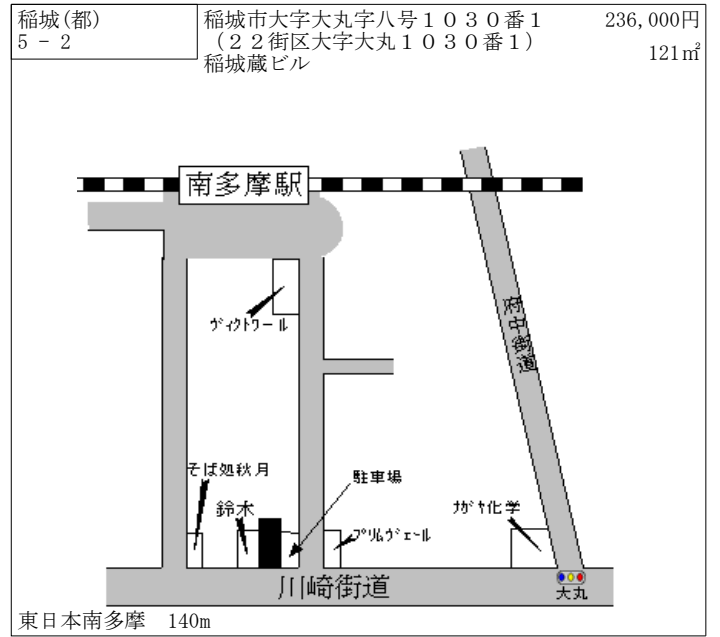 稲城(都)
5 - 2
稲城市大字大丸字八号1030番1
(22街区大字大丸1030番1)
稲城蔵ビル
236,000円
121㎡
南多摩駅
府中街道
ヴィクトワール
そば処秋月
鈴木
駐車場
プリムヴェール
カガヤ化学
川崎街道
大丸
東日本南多摩 140m